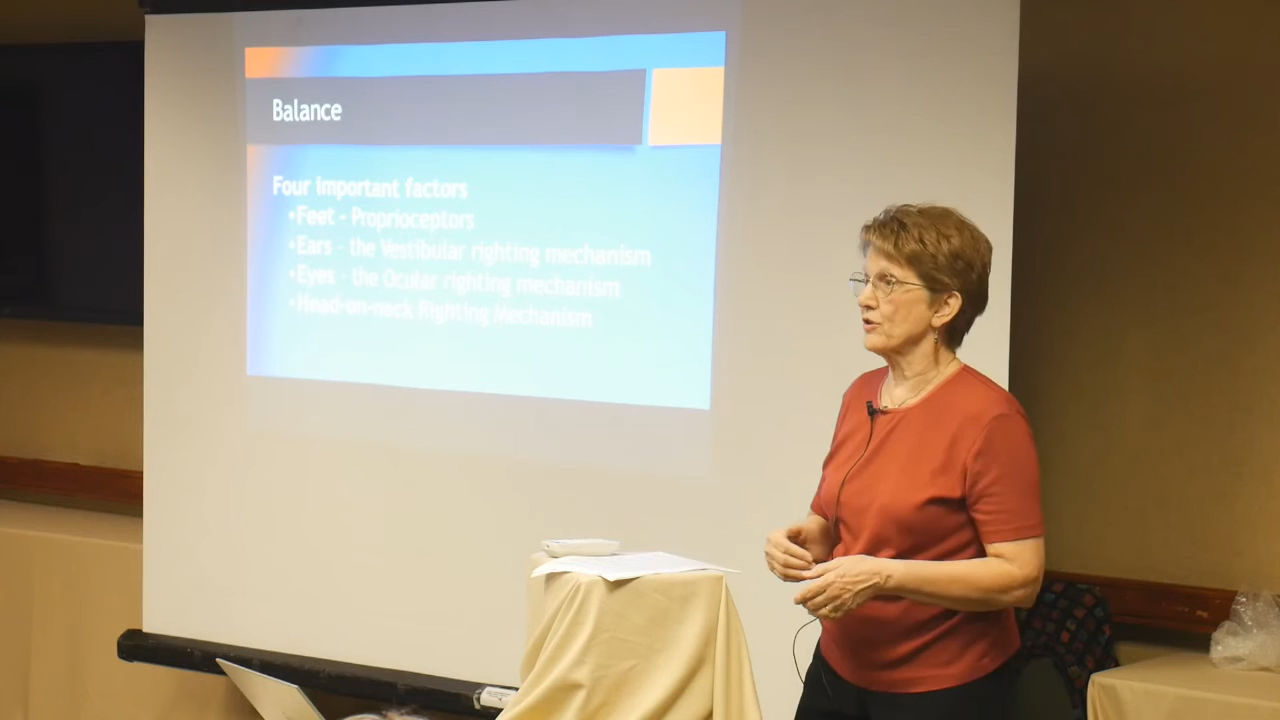 Balance
Four important factors
•Feet - Proprioceptors
•Ears - the Vestibular righting mechanism
•Eyes - the Ocular righting mechanism
•Head-on-neck Righting Mechanism